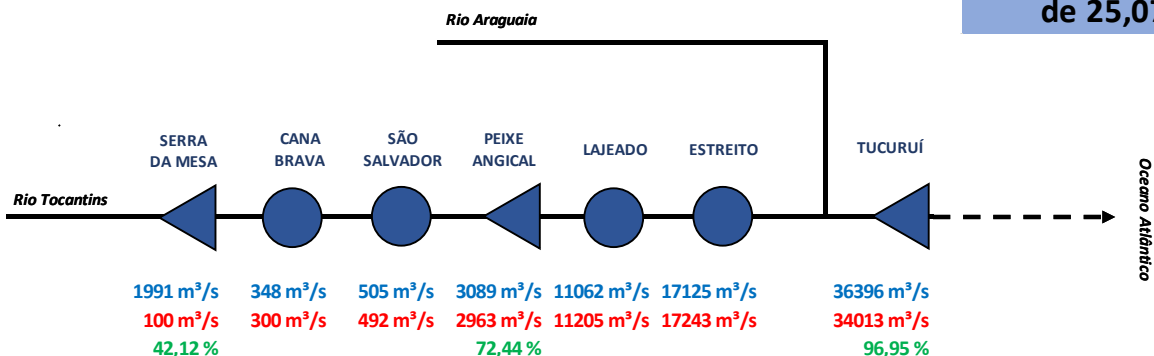 de 25,07
Rio Araguaia
SERRA
DA MESA
CANA
BRAVA
SÃO
SALVADOR
PEIXE
ANGICAL
LAJEADO
ESTREITO
TUCURUÍ
Rio Tocantins
Oceano Atlântico
1991 m³/s 348 m³/s 505 m³/s 3089 m³/s 11062 m³/s 17125 m³/s 36396 m³/s
100 m³/s 300 m³/s 492 m³/s 2963 m³/s 11205 m³/s 17243 m³/s 34013 m³/s
42,12 % 72,44 % 96,95 %